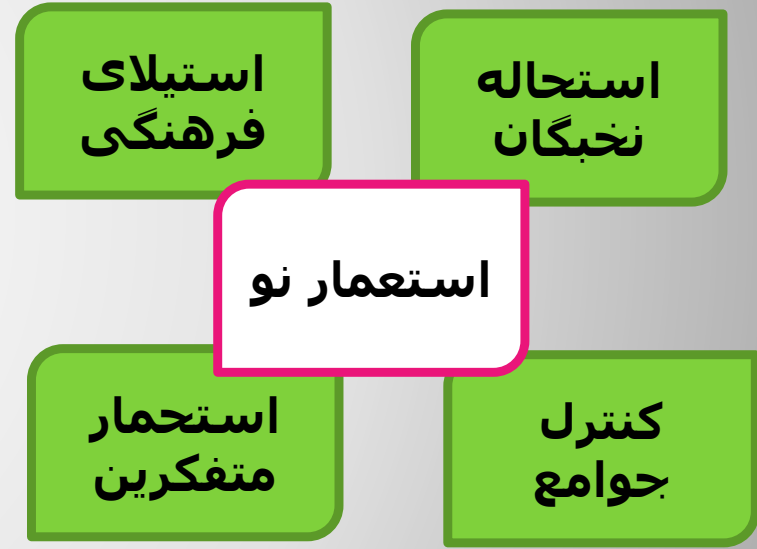 استحاله
نخبگان
استیلای
فرهنگی
استعمار نو
کنترل
جوامع
استحمار
متفکرین